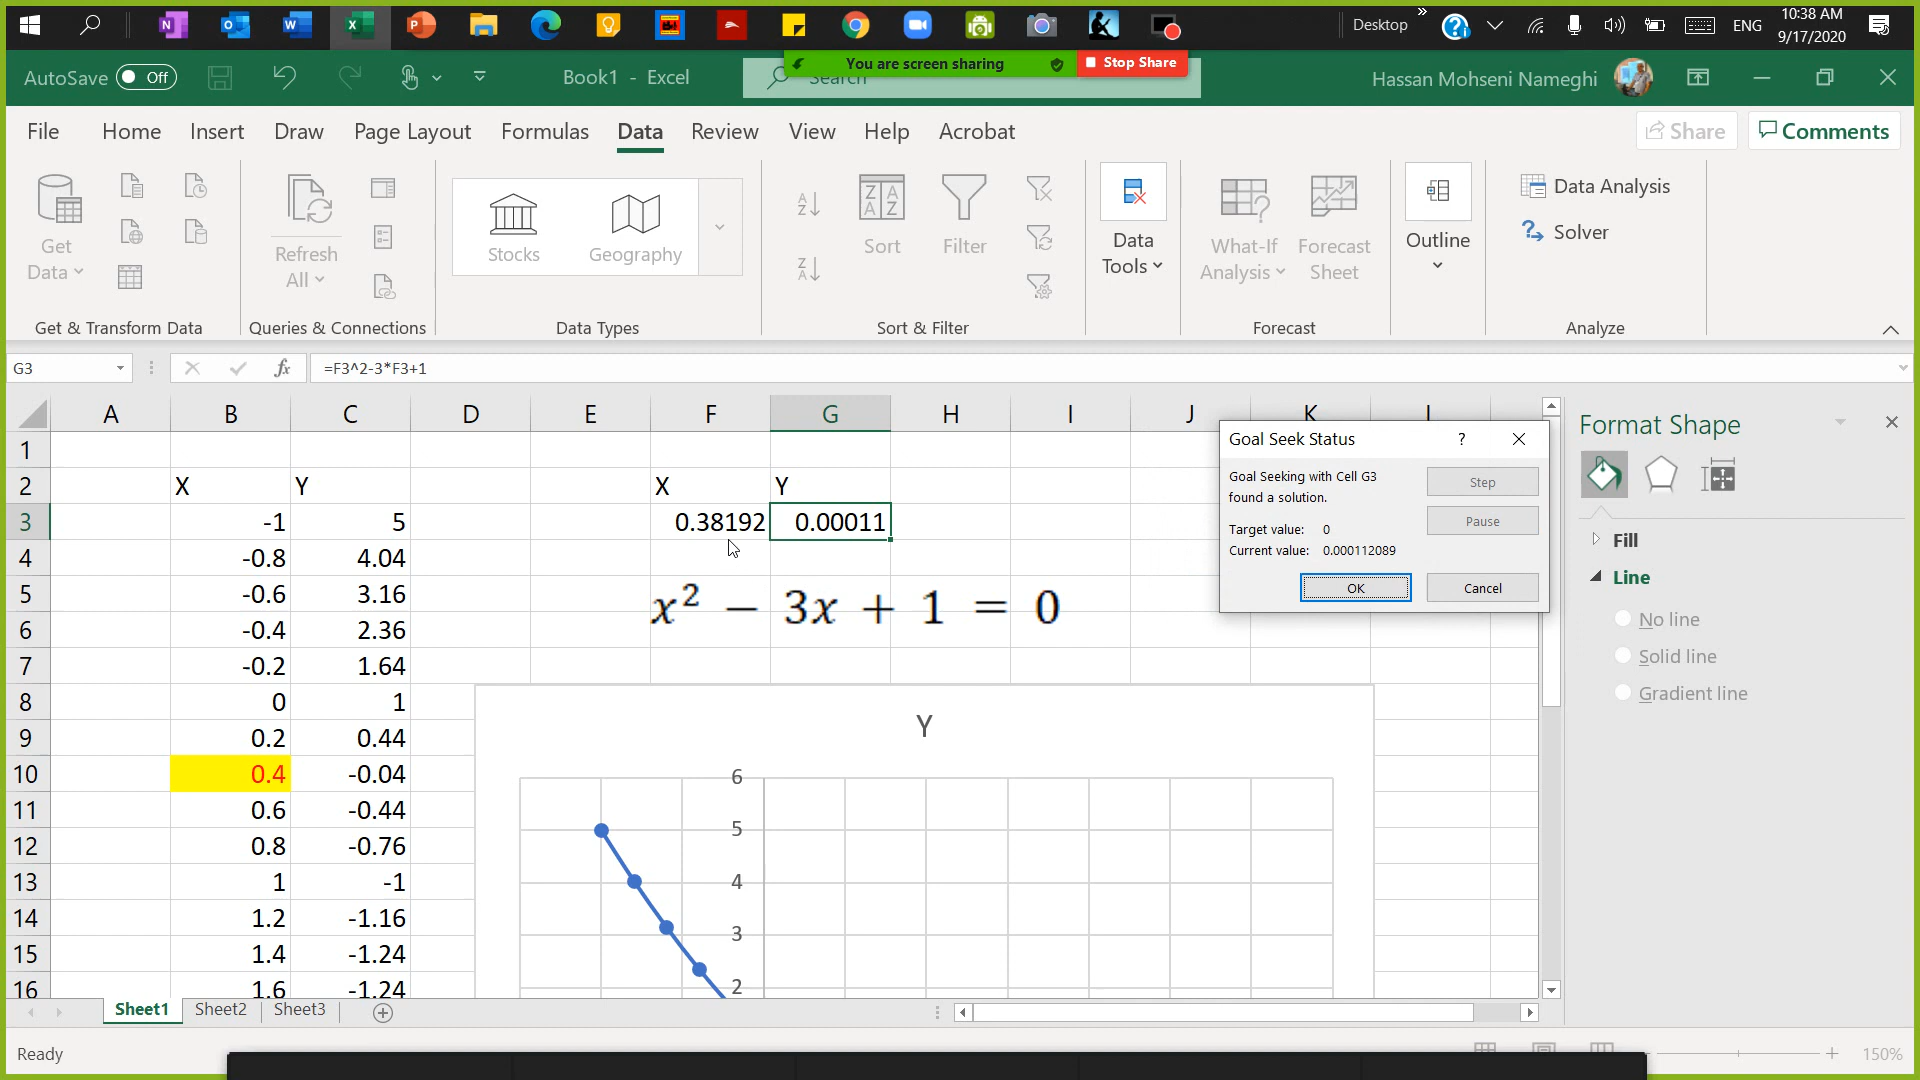 Desktop
»
ENG
10:38 AM
9/17/2020
You are screen sharing
Stop Share
AutoSave Off
Book1 - Excel
Search
Hassan Mohseni Nameghi
File Home Insert Draw Page Layout Formulas Data Review View Help Acrobat
Share
Comments
Get Data
Refresh All
Stocks
Geography
Sort
Filter
Data Tools
What-If Analysis
Forecast Sheet
Outline
Data Analysis
Solver
Get & Transform Data
Queries & Connections
Data Types
Sort & Filter
Forecast
Analyze
G3
fx
=F3^2-3*F3+1
A B C D E F G H I J K
1
2 X Y X Y
3 -1 5 0.38192 0.00011
4 -0.8 4.04
5 -0.6 3.16
6 -0.4 2.36
7 -0.2 1.64
8 0 1
9 0.2 0.44
10 0.4 -0.04
11 0.6 -0.44
12 0.8 -0.76
13 1 -1
14 1.2 -1.16
15 1.4 -1.24
16 1.6 -1.24
x² − 3x + 1 = 0
Y
6
5
4
3
2
Goal Seek Status
?
Goal Seeking with Cell G3
found a solution.
Target value: 0
Current value: 0.000112089
Step
Pause
OK
Cancel
Format Shape
Fill
Line
No line
Solid line
Gradient line
Sheet1 Sheet2 Sheet3
Ready
150%